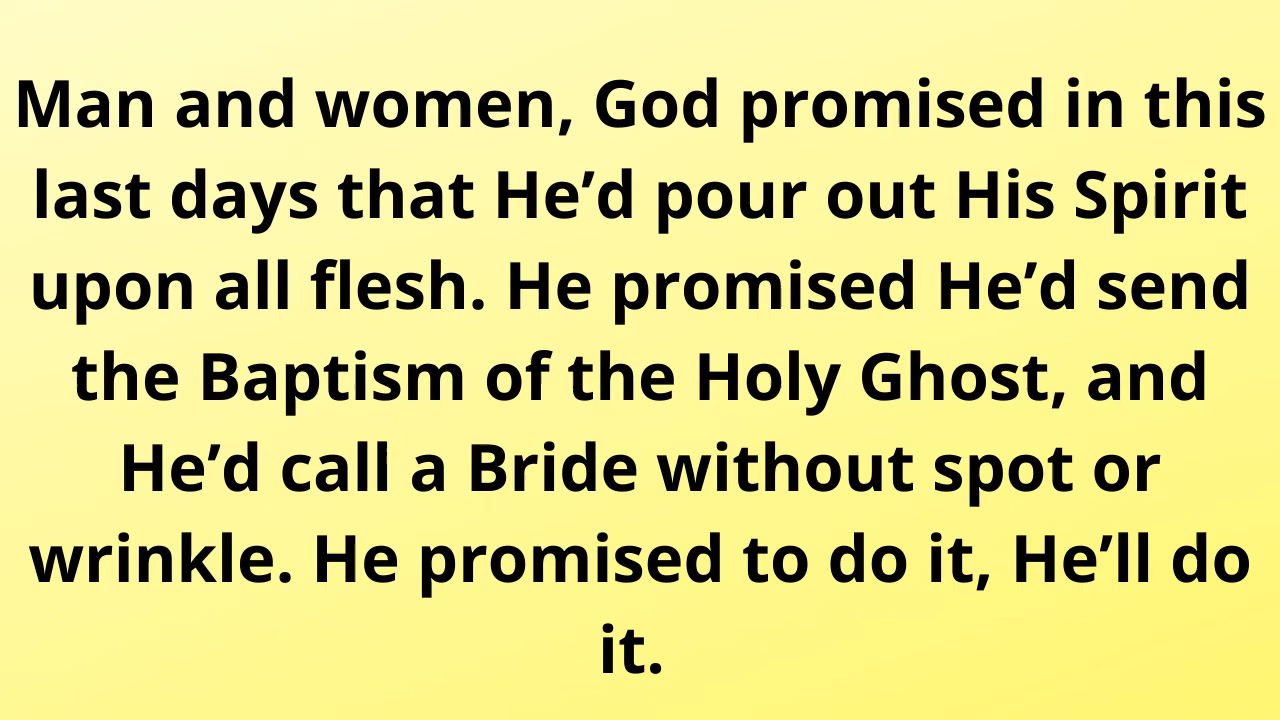 Man and women, God promised in this
last days that He’d pour out His Spirit
upon all flesh. He promised He’d send
the Baptism of the Holy Ghost, and
He’d call a Bride without spot or
wrinkle. He promised to do it, He’ll do
it.